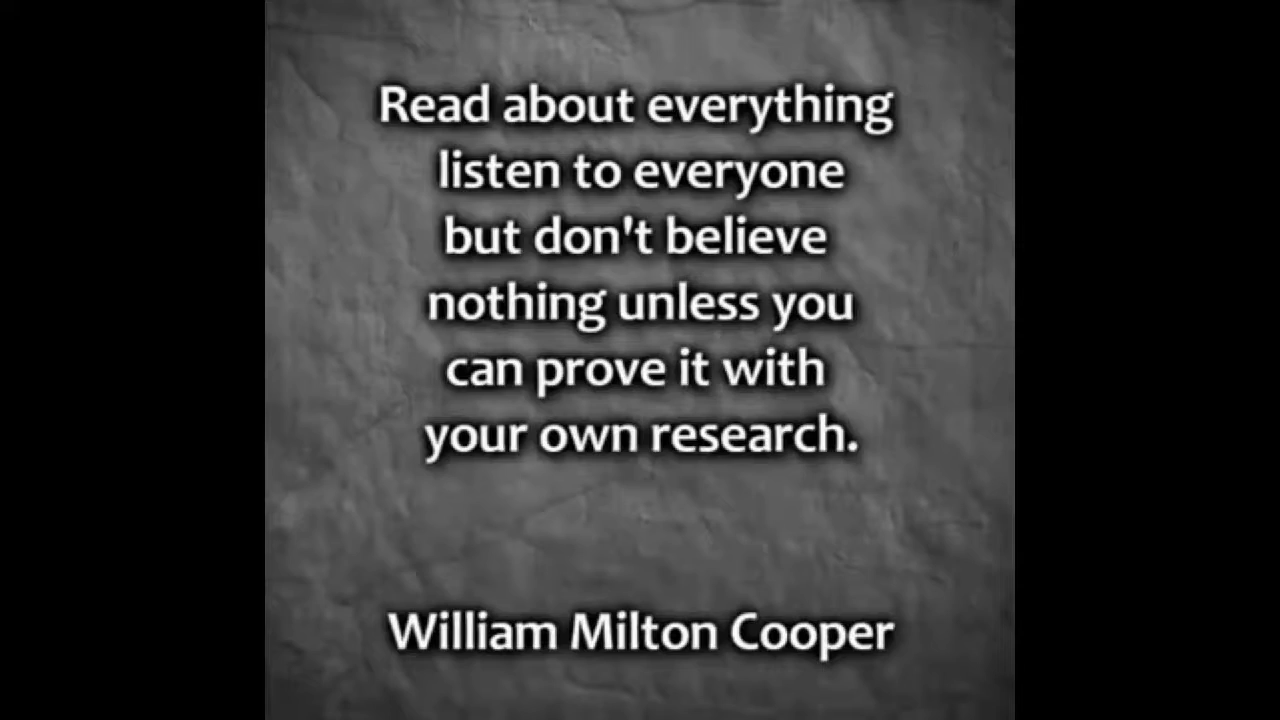 Read about everything
listen to everyone
but don't believe
nothing unless you
can prove it with
your own research.
William Milton Cooper